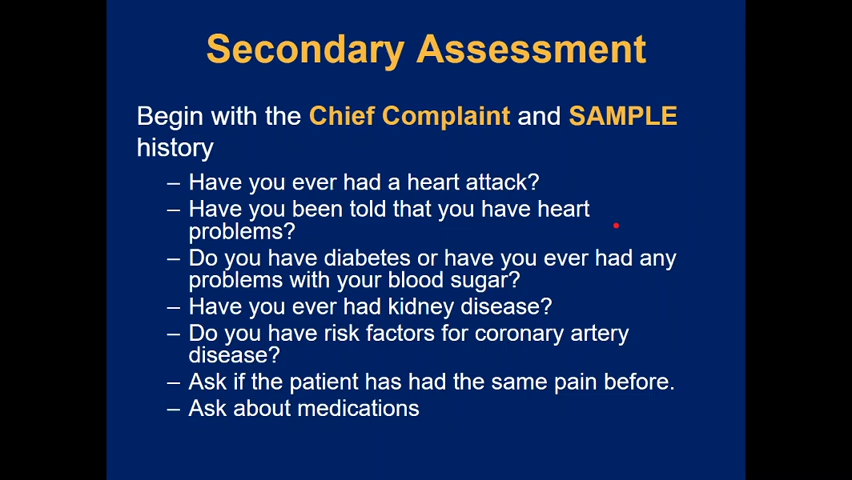 Secondary Assessment
Begin with the Chief Complaint and SAMPLE
history
– Have you ever had a heart attack?
– Have you been told that you have heart
problems?
– Do you have diabetes or have you ever had any
problems with your blood sugar?
– Have you ever had kidney disease?
– Do you have risk factors for coronary artery
disease?
– Ask if the patient has had the same pain before.
– Ask about medications